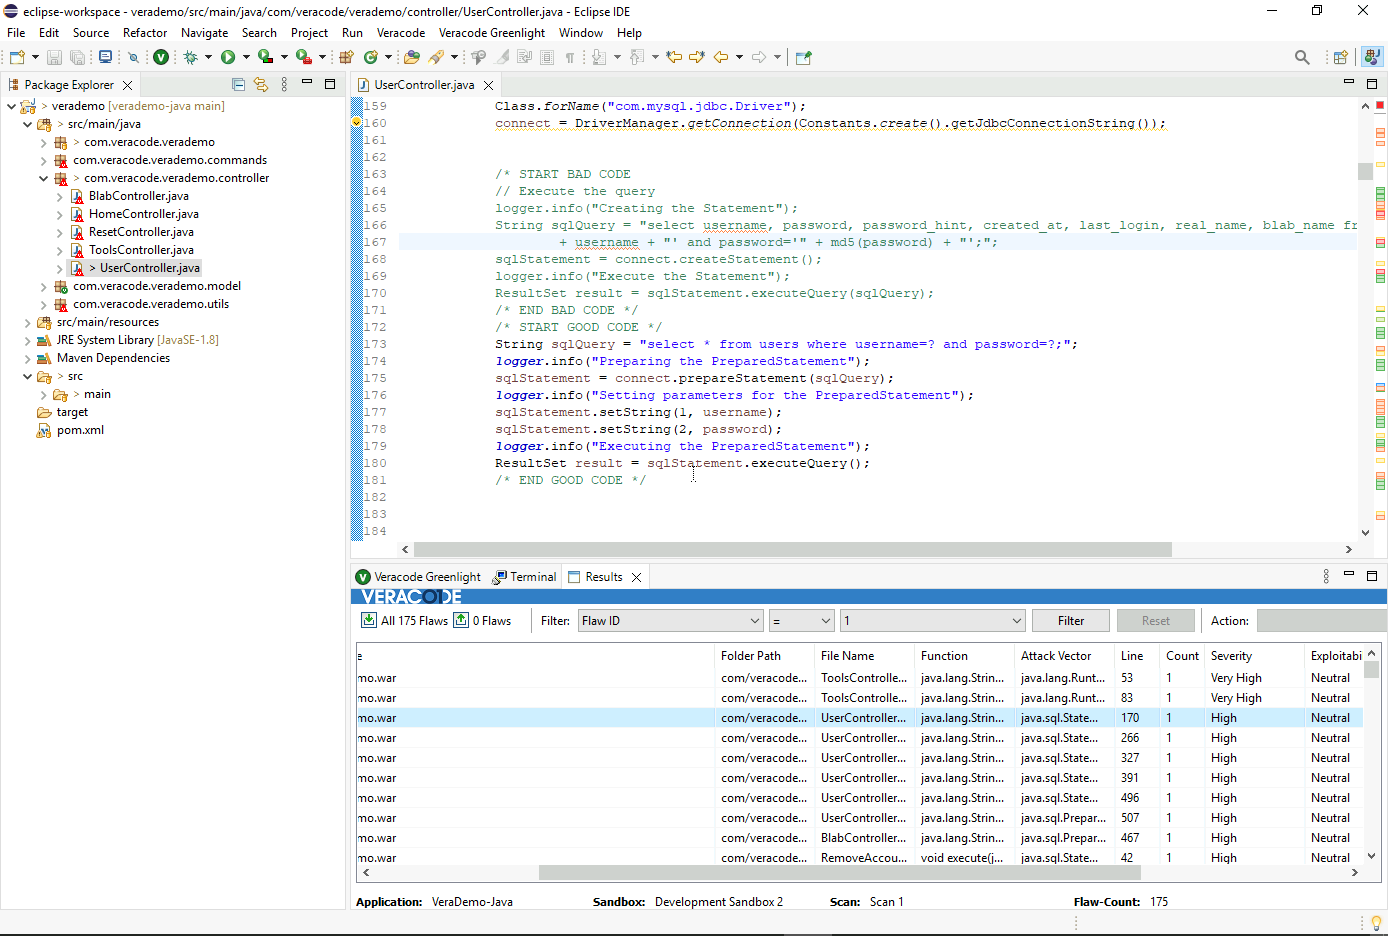 eclipse-workspace - verademo/src/main/java/com/veracode/verademo/controller/UserController.java - Eclipse IDE
File Edit Source Refactor Navigate Search Project Run Veracode Veracode Greenlight Window Help
Package Explorer
> verademo [verademo-java main]
> src/main/java
> com.veracode.verademo
com.veracode.verademo.commands
> com.veracode.verademo.controller
BlabController.java
HomeController.java
ResetController.java
ToolsController.java
> UserController.java
com.veracode.verademo.model
com.veracode.verademo.utils
src/main/resources
JRE System Library [JavaSE-1.8]
Maven Dependencies
> src
> main
target
pom.xml
UserController.java
159 Class.forName("com.mysql.jdbc.Driver");
160 connect = DriverManager.getConnection(Constants.create().getJdbcConnectionString());
161
162
163 /* START BAD CODE
164 // Execute the query
165 logger.info("Creating the Statement");
166 String sqlQuery = "select username, password, password_hint, created_at, last_login, real_name, blab_name fr
167 + username + "' and password='" + md5(password) + "';";
168 sqlStatement = connect.createStatement();
169 logger.info("Execute the Statement");
170 ResultSet result = sqlStatement.executeQuery(sqlQuery);
171 /* END BAD CODE */
172 /* START GOOD CODE */
173 String sqlQuery = "select * from users where username=? and password=?;";
174 logger.info("Preparing the PreparedStatement");
175 sqlStatement = connect.prepareStatement(sqlQuery);
176 logger.info("Setting parameters for the PreparedStatement");
177 sqlStatement.setString(1, username);
178 sqlStatement.setString(2, password);
179 logger.info("Executing the PreparedStatement");
180 ResultSet result = sqlStatement.executeQuery();
181 /* END GOOD CODE */
182
183
184
Veracode Greenlight Terminal Results
VERACODE
All 175 Flaws 0 Flaws Filter: Flaw ID = 1 Filter Reset Action:
e Folder Path File Name Function Attack Vector Line Count Severity Exploitabi
mo.war com/veracode... ToolsControlle... java.lang.Strin... java.lang.Runt... 53 1 Very High Neutral
mo.war com/veracode... ToolsControlle... java.lang.Strin... java.lang.Runt... 83 1 Very High Neutral
mo.war com/veracode... UserController... java.lang.Strin... java.sql.State... 170 1 High Neutral
mo.war com/veracode... UserController... java.lang.Strin... java.sql.State... 266 1 High Neutral
mo.war com/veracode... UserController... java.lang.Strin... java.sql.State... 327 1 High Neutral
mo.war com/veracode... UserController... java.lang.Strin... java.sql.State... 391 1 High Neutral
mo.war com/veracode... UserController... java.lang.Strin... java.sql.State... 496 1 High Neutral
mo.war com/veracode... UserController... java.lang.Strin... java.sql.Prepar... 507 1 High Neutral
mo.war com/veracode... BlabController... java.lang.Strin... java.sql.Prepar... 467 1 High Neutral
mo.war com/veracode... RemoveAccou... void execute(j... java.sql.State... 42 1 High Neutral
Application: VeraDemo-Java Sandbox: Development Sandbox 2 Scan: Scan 1 Flaw-Count: 175